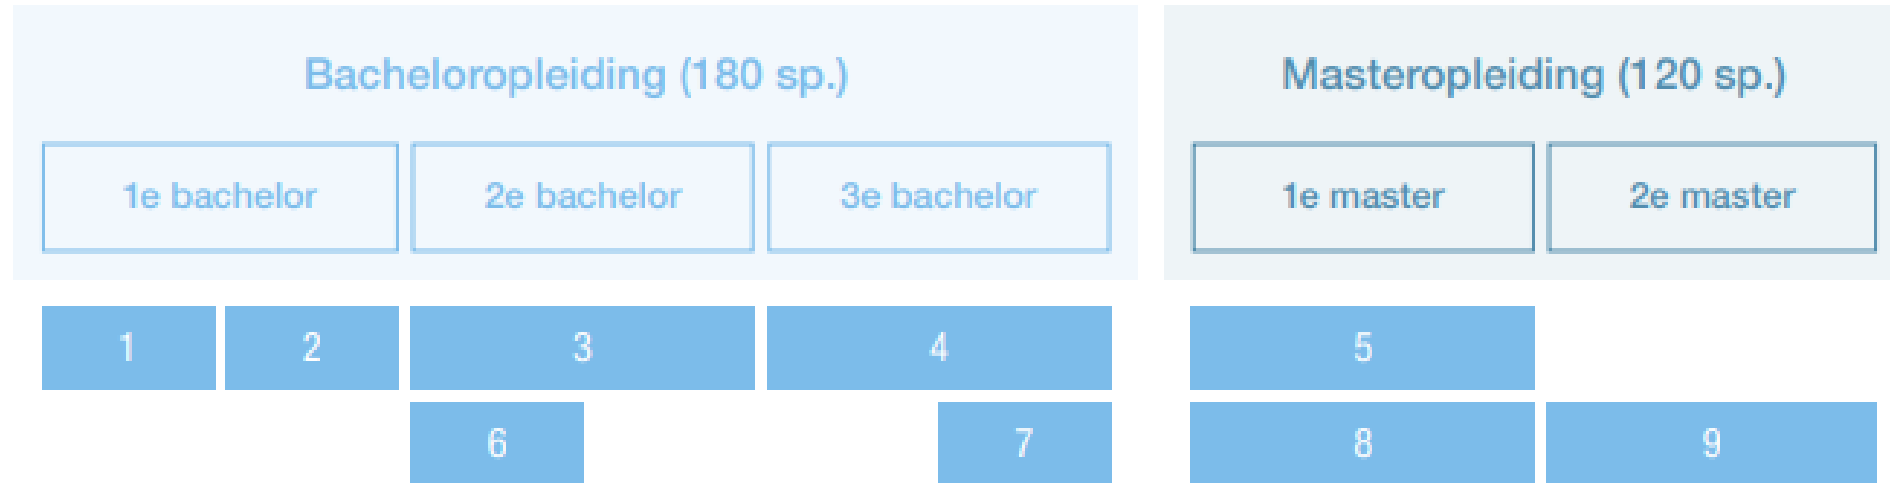 Bacheloropleiding (180 sp.)
Masteropleiding (120 sp.)
1e bachelor
2e bachelor
3e bachelor
1e master
2e master
1
2
3
4
5
6
7
8
9